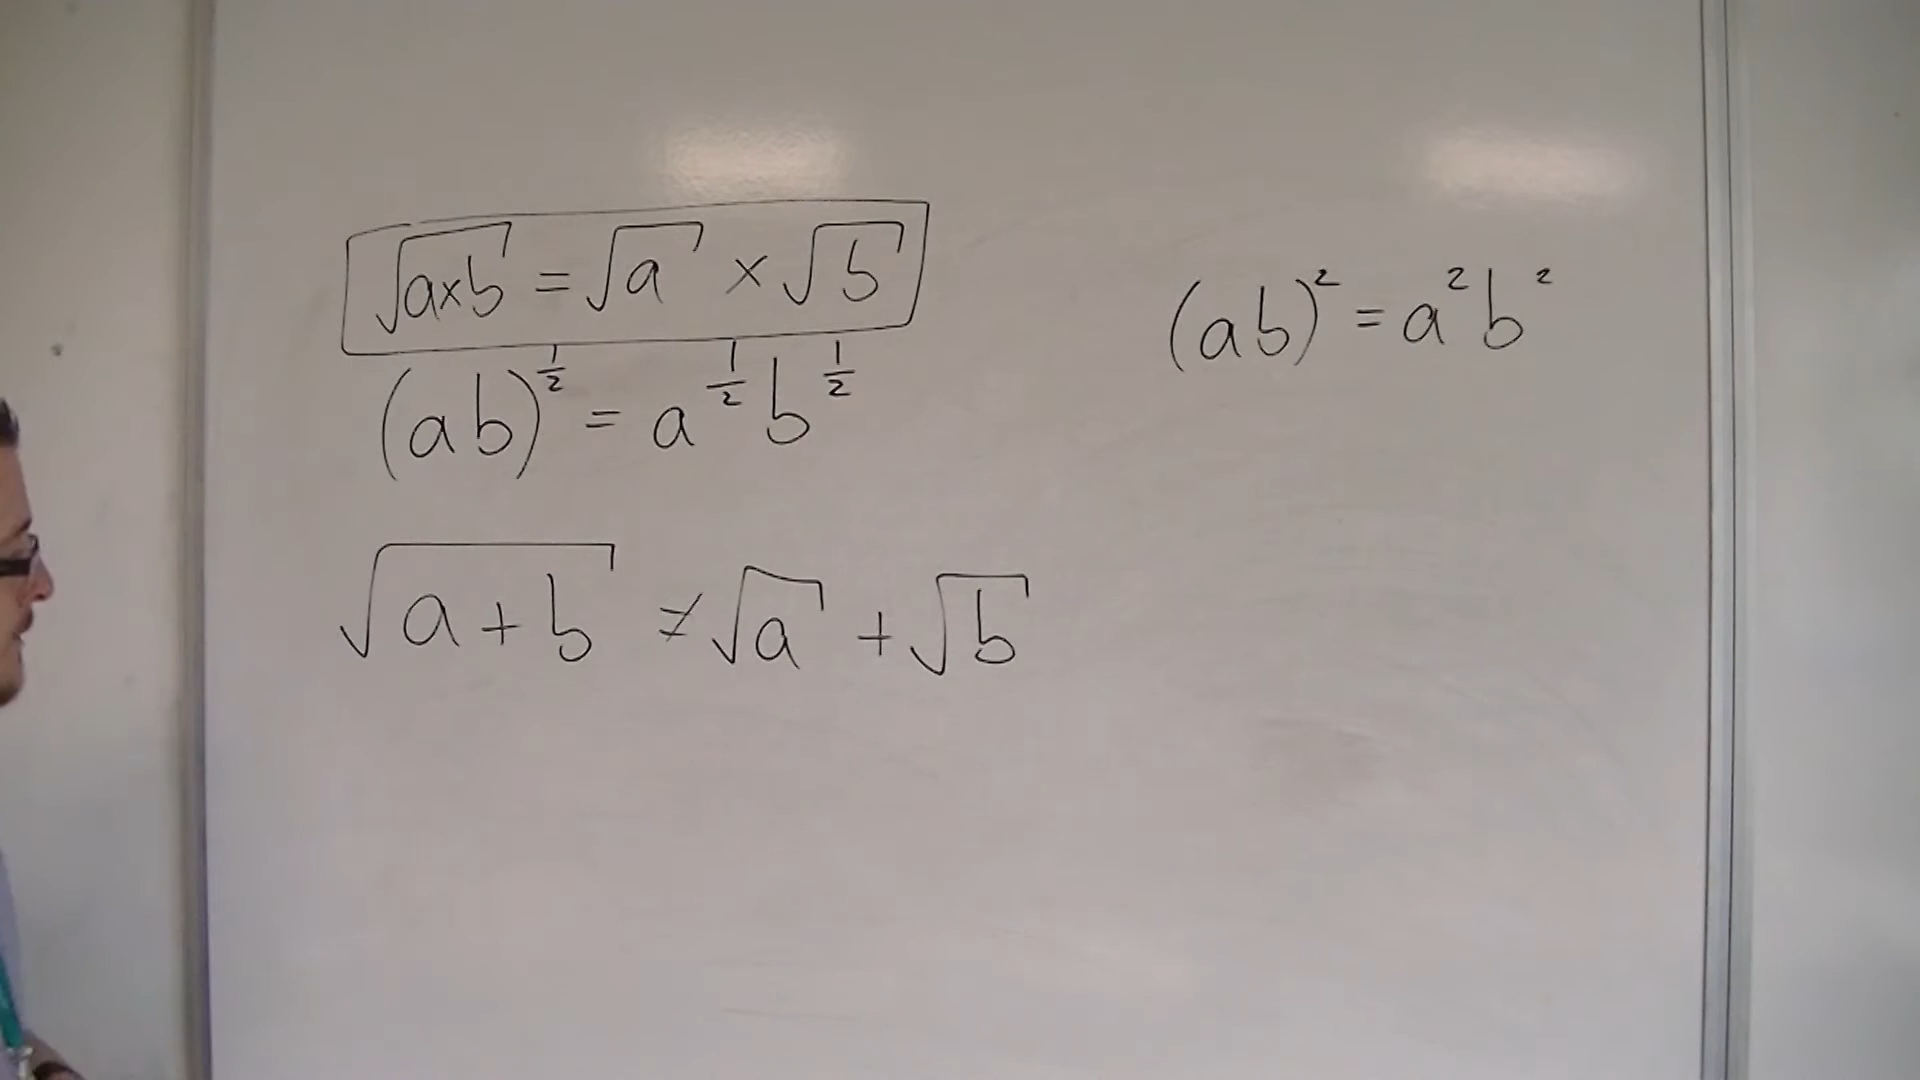 √(a×b) = √a × √b
(ab)^½ = a^½ b^½
√(a+b) ≠ √a + √b
(ab)² = a²b²